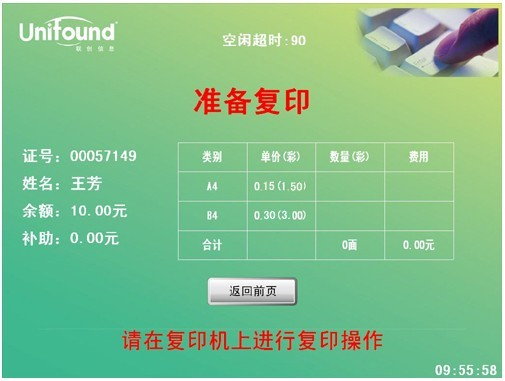 Unifound
联创信息
空闲超时:90
准备复印
证号: 00057149
姓名: 王芳
余额: 10.00元
补助: 0.00元
类别 单价(彩) 数量(彩) 费用
A4 0.15(1.50)
B4 0.30(3.00)
合计 0面 0.00元
返回前页
请在复印机上进行复印操作
09:55:58